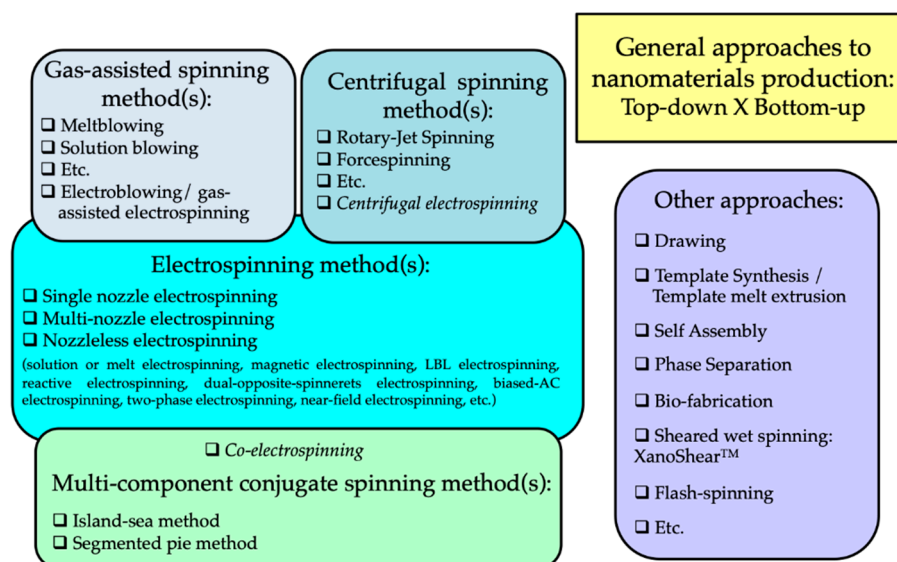 Gas-assisted spinning
method(s):
❑ Meltblowing
❑ Solution blowing
❑ Etc.
❑ Electroblowing/ gas-
assisted electrospinning
Centrifugal spinning
method(s):
❑ Rotary-Jet Spinning
❑ Forcespinning
❑ Etc.
❑ Centrifugal electrospinning
General approaches to
nanomaterials production:
Top-down X Bottom-up
Electrospinning method(s):
❑ Single nozzle electrospinning
❑ Multi-nozzle electrospinning
❑ Nozzleless electrospinning
(solution or melt electrospinning, magnetic electrospinning, LBL electrospinning,
reactive electrospinning, dual-opposite-spinnerets electrospinning, biased-AC
electrospinning, two-phase electrospinning, near-field electrospinning, etc.)
❑ Co-electrospinning
Multi-component conjugate spinning method(s):
❑ Island-sea method
❑ Segmented pie method
Other approaches:
❑ Drawing
❑ Template Synthesis /
Template melt extrusion
❑ Self Assembly
❑ Phase Separation
❑ Bio-fabrication
❑ Sheared wet spinning:
XanoShear™
❑ Flash-spinning
❑ Etc.